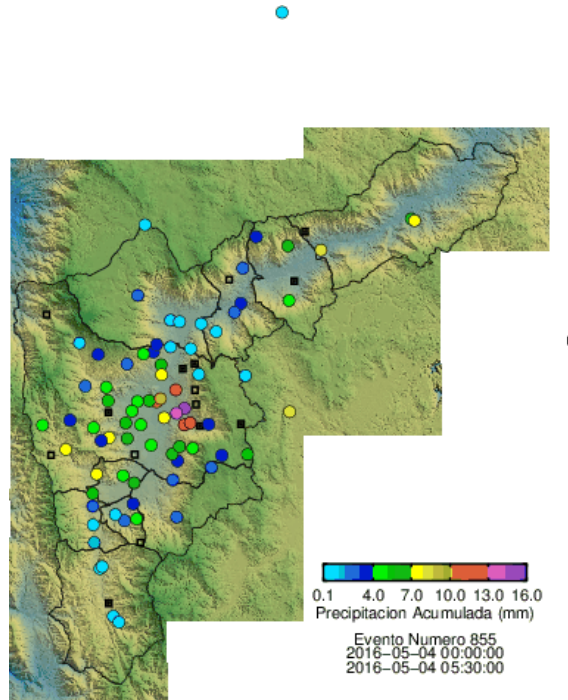 0.1 4.0 7.0 10.0 13.0 16.0
Precipitacion Acumulada (mm)
Evento Numero 855
2016-05-04 00:00:00
2016-05-04 05:30:00